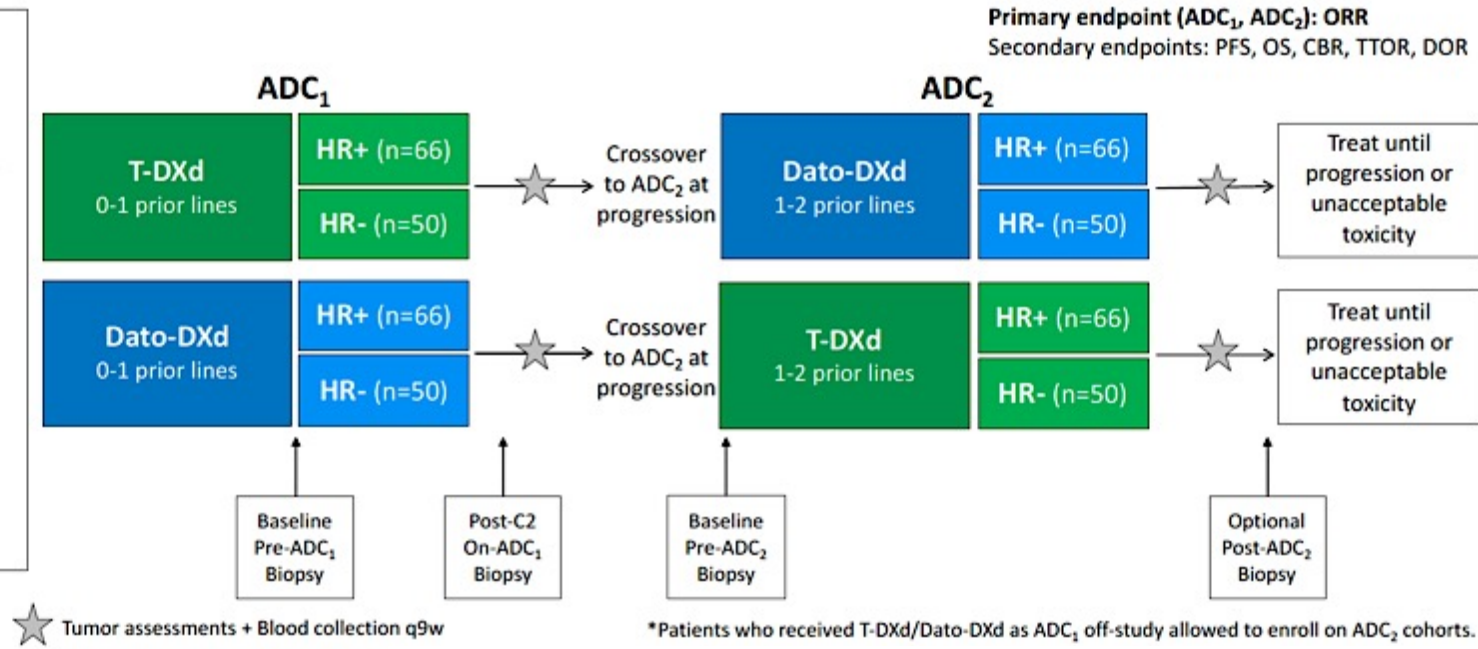 Primary endpoint (ADC₁, ADC₂): ORR
Secondary endpoints: PFS, OS, CBR, TTOR, DOR
ADC₁
ADC₂
T-DXd
0-1 prior lines
HR+ (n=66)
HR- (n=50)
Crossover
to ADC₂ at
progression
Dato-DXd
1-2 prior lines
HR+ (n=66)
HR- (n=50)
Treat until
progression or
unacceptable
toxicity
Dato-DXd
0-1 prior lines
HR+ (n=66)
HR- (n=50)
Crossover
to ADC₂ at
progression
T-DXd
1-2 prior lines
HR+ (n=66)
HR- (n=50)
Treat until
progression or
unacceptable
toxicity
Baseline
Pre-ADC₁
Biopsy
Post-C2
On-ADC₁
Biopsy
Baseline
Pre-ADC₂
Biopsy
Optional
Post-ADC₂
Biopsy
Tumor assessments + Blood collection q9w
*Patients who received T-DXd/Dato-DXd as ADC₁ off-study allowed to enroll on ADC₂ cohorts.